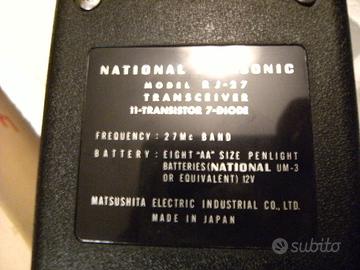 NATIONAL PANASONIC
MODEL RJ-27
TRANSCEIVER
11-TRANSISTOR 7-DIODE
FREQUENCY : 27Mc BAND
BATTERY : EIGHT "AA" SIZE PENLIGHT
BATTERIES (NATIONAL UM-3
OR EQUIVALENT) 12V
MATSUSHITA ELECTRIC INDUSTRIAL CO., LTD.
MADE IN JAPAN
subito